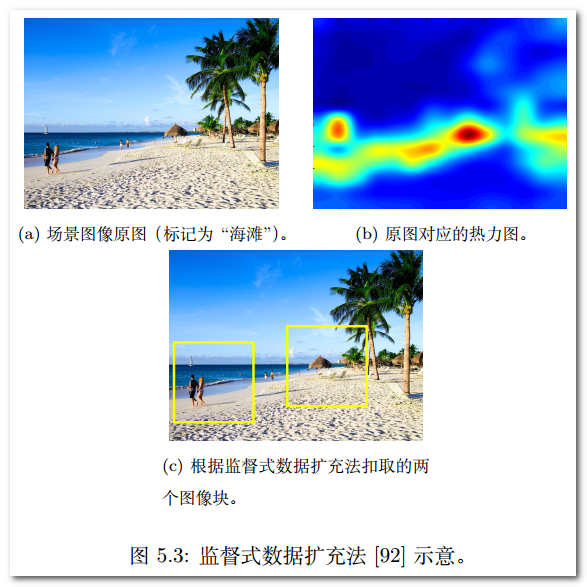 (a) 场景图像原图（标记为“海滩”）。
(b) 原图对应的热力图。
(c) 根据监督式数据扩充法抠取的两
个图像块。
图 5.3: 监督式数据扩充法 [92] 示意。